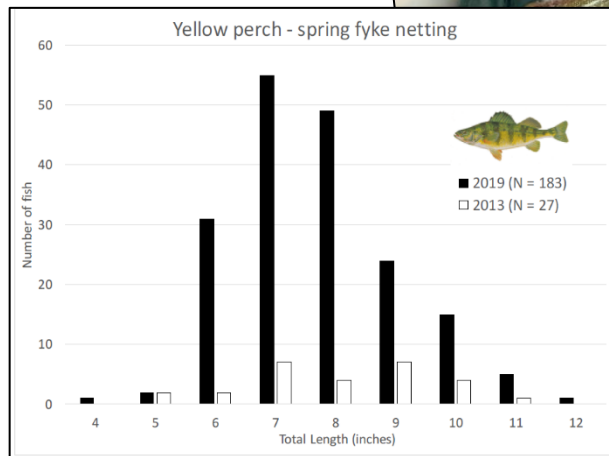 Yellow perch - spring fyke netting
60
50
40
30
20
10
0
Number of fish
2019 (N = 183)
2013 (N = 27)
4 5 6 7 8 9 10 11 12
Total Length (inches)